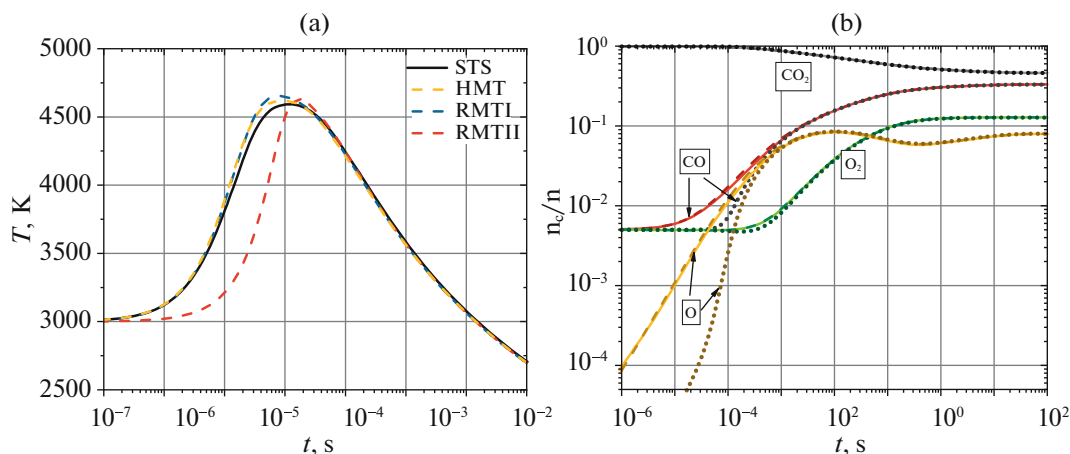 (a)
5000
4500
4000
3500
3000
2500
T, K
STS
HMT
RMTI
RMTII
10⁻⁷ 10⁻⁶ 10⁻⁵ 10⁻⁴ 10⁻³ 10⁻²
t, s
(b)
10⁰
10⁻¹
10⁻²
10⁻³
10⁻⁴
n_c/n
CO₂
CO
O₂
O
10⁻⁶ 10⁻⁴ 10² 10⁰ 10²
t, s